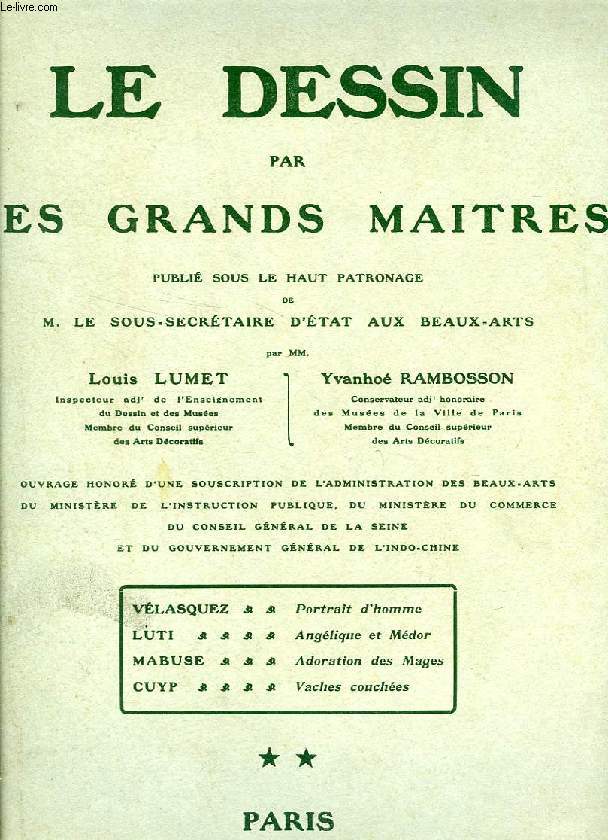 Le-livre.com
LE DESSIN
PAR
ES GRANDS MAITRES
PUBLIÉ SOUS LE HAUT PATRONAGE
DE
M. LE SOUS-SECRÉTAIRE D'ÉTAT AUX BEAUX-ARTS
par MM.
Louis LUMET
Inspecteur adjt de l'Enseignement
du Dessin et des Musées
Membre du Conseil supérieur
des Arts Décoratifs
Yvanhoé RAMBOSSON
Conservateur adjt honoraire
des Musées de la Ville de Paris
Membre du Conseil supérieur
des Arts Décoratifs
OUVRAGE HONORÉ D'UNE SOUSCRIPTION DE L'ADMINISTRATION DES BEAUX-ARTS
DU MINISTÈRE DE L'INSTRUCTION PUBLIQUE, DU MINISTÈRE DU COMMERCE
DU CONSEIL GÉNÉRAL DE LA SEINE
ET DU GOUVERNEMENT GÉNÉRAL DE L'INDO-CHINE
VÉLASQUEZ Portrait d'homme
LUTI Angélique et Médor
MABUSE Adoration des Mages
CUYP Vaches couchées
PARIS